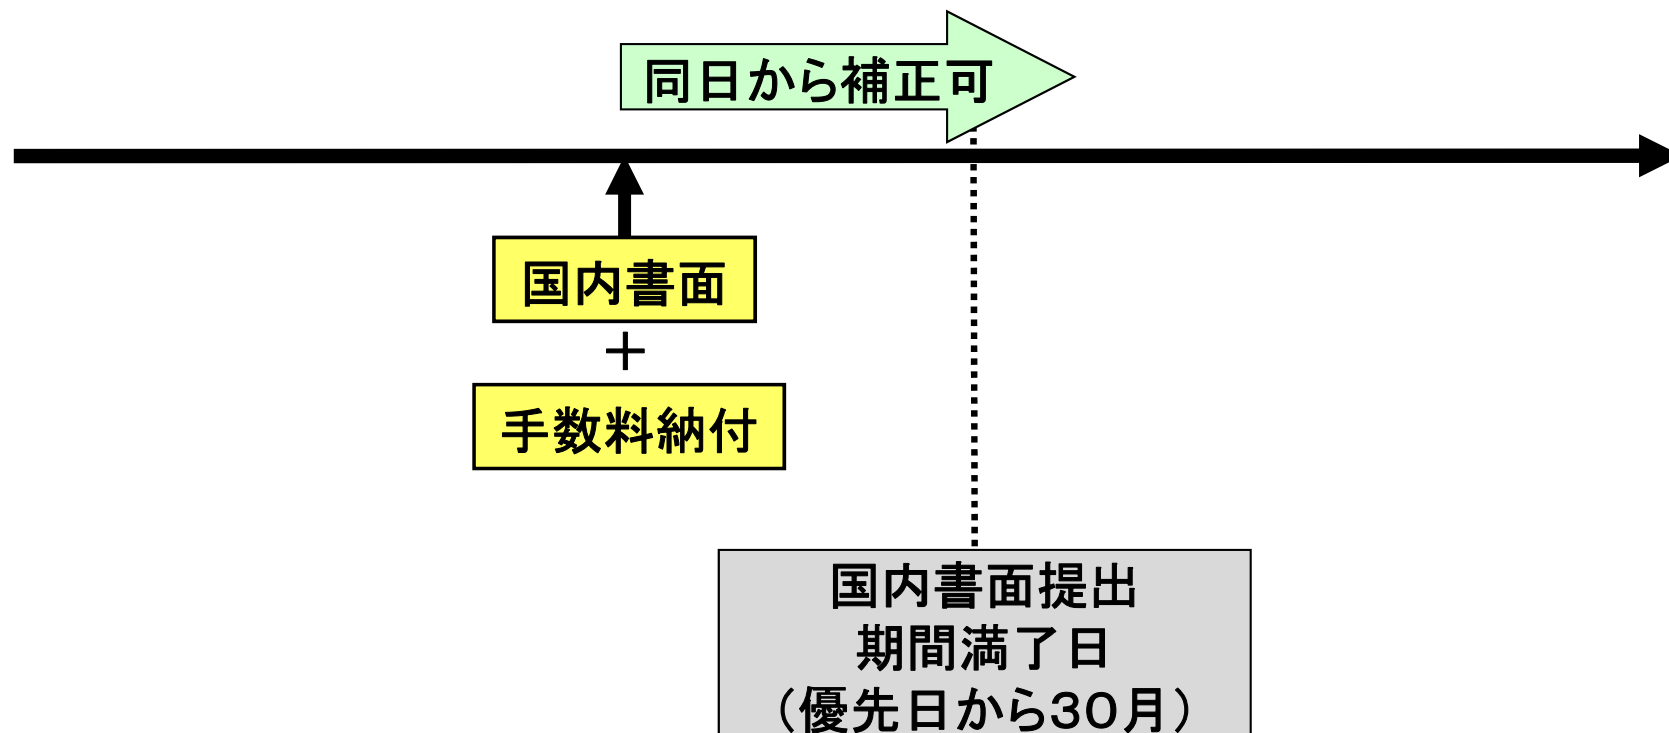 同日から補正可
国内書面
＋
手数料納付
国内書面提出
期間満了日
（優先日から３０月）